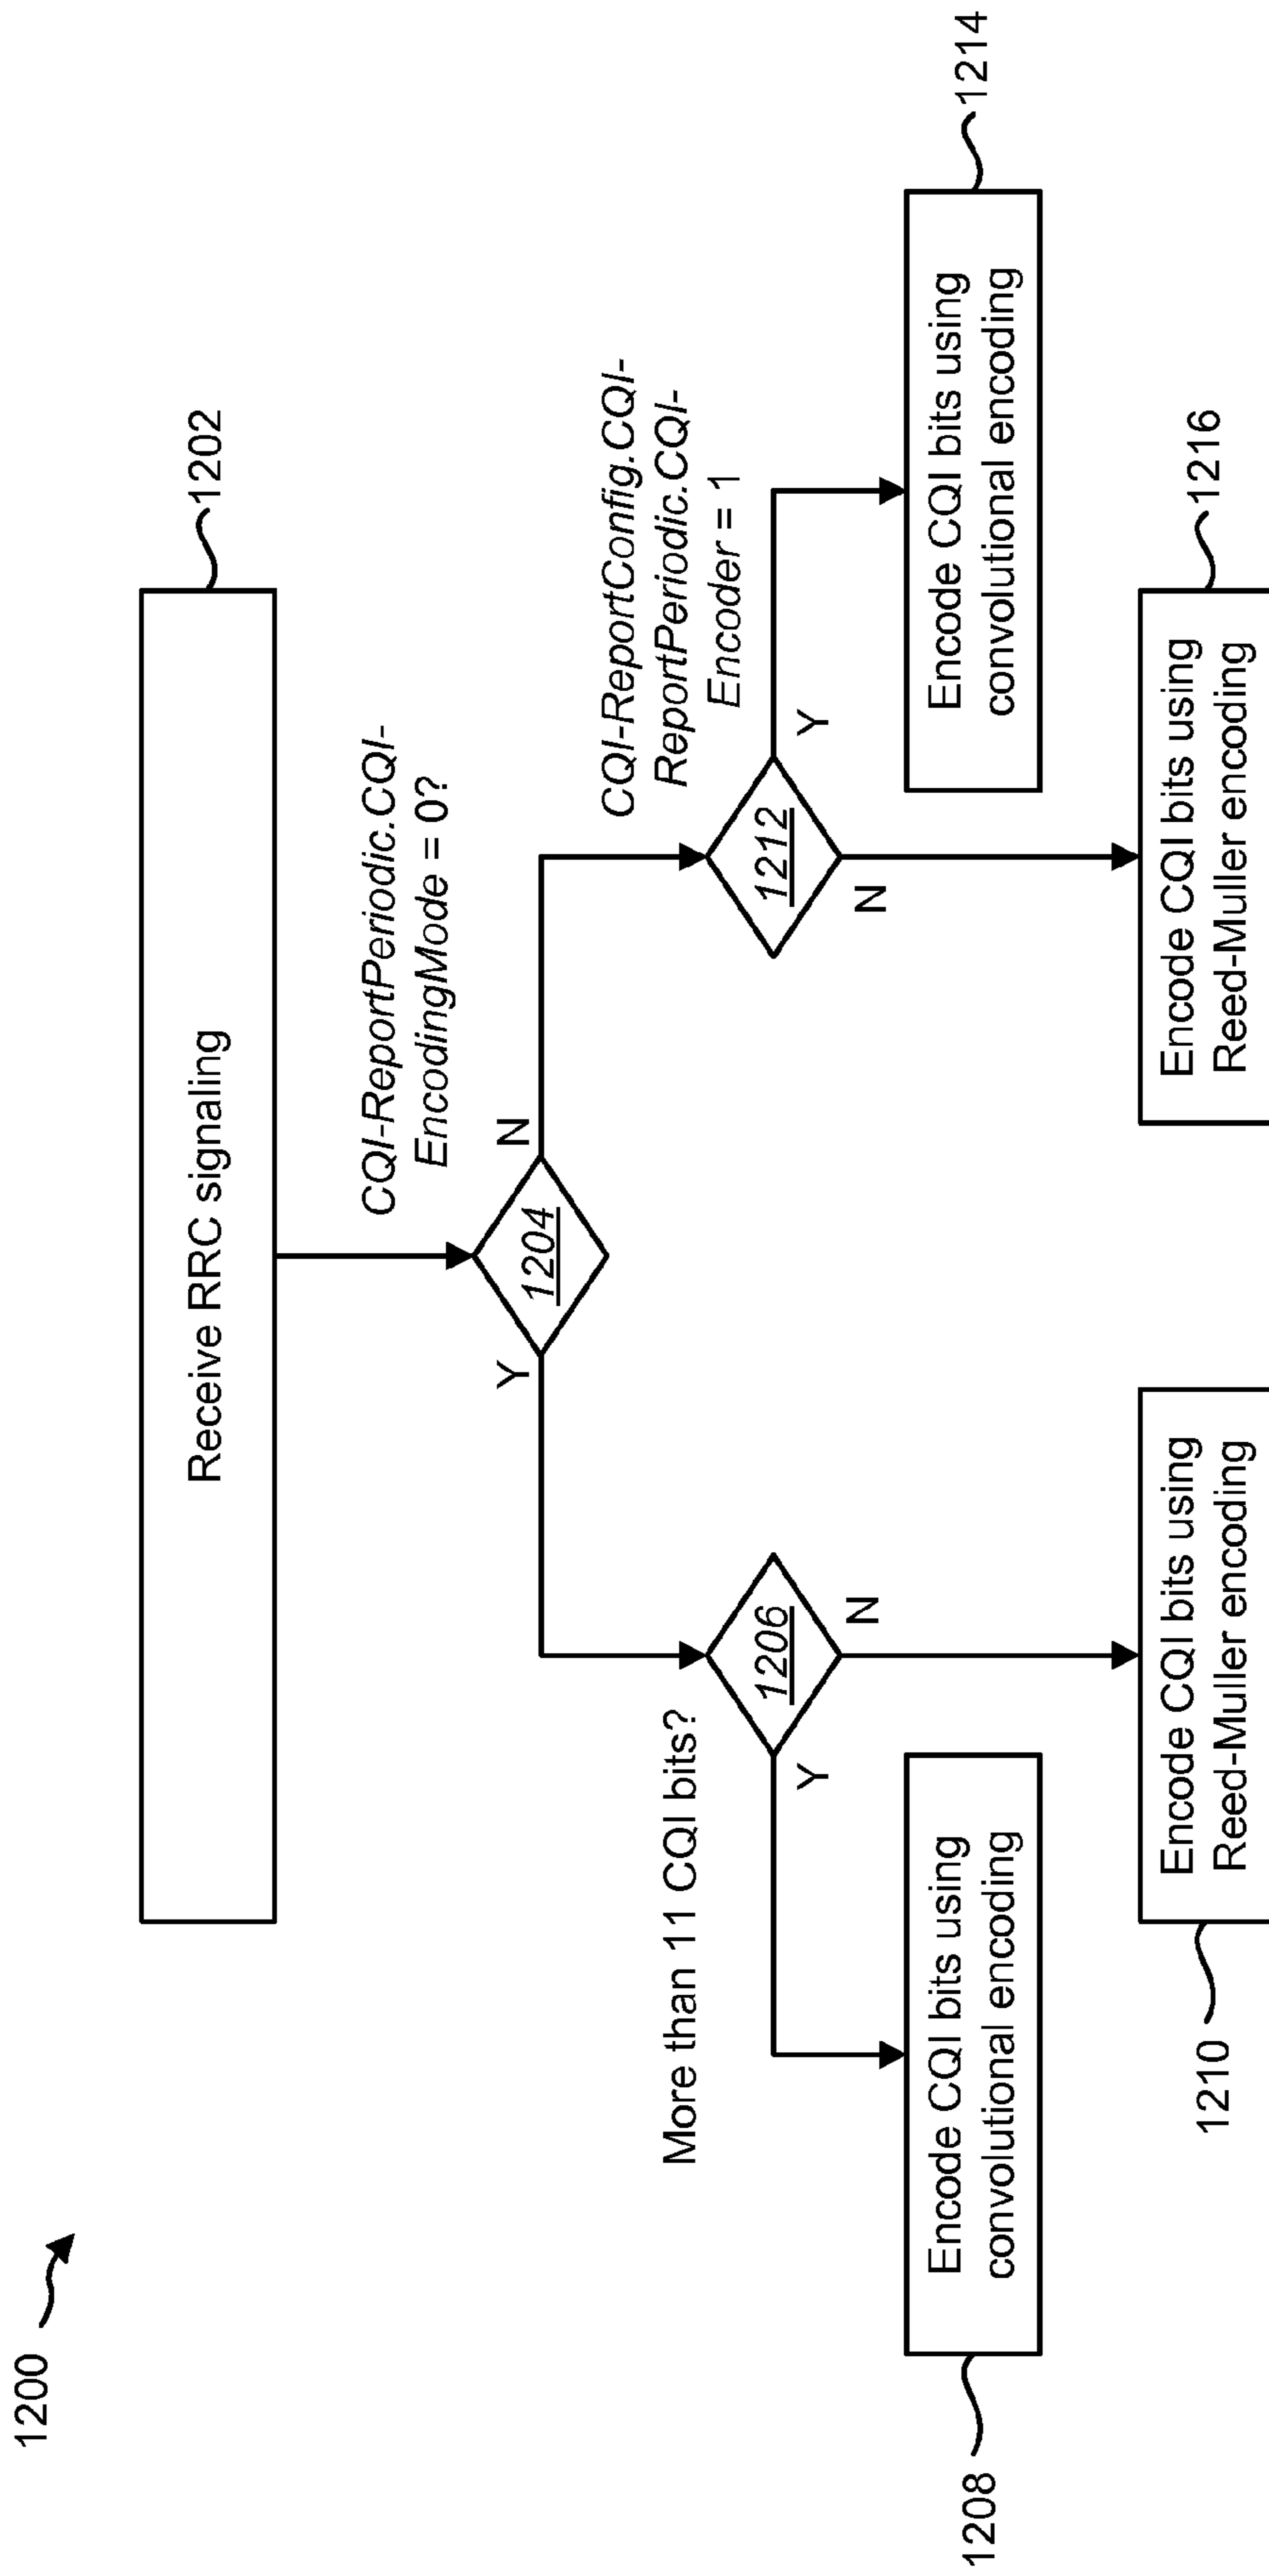 1200
1202
Receive RRC signaling
CQI-ReportPeriodic.CQI-
EncodingMode = 0?
1204
Y
N
More than 11 CQI bits?
1206
Y
N
CQI-ReportConfig.CQI-
ReportPeriodic.CQI-
Encoder = 1
1212
Y
N
1208
Encode CQI bits using
convolutional encoding
Encode CQI bits using
convolutional encoding
1214
1210
Encode CQI bits using
Reed-Muller encoding
Encode CQI bits using
Reed-Muller encoding
1216